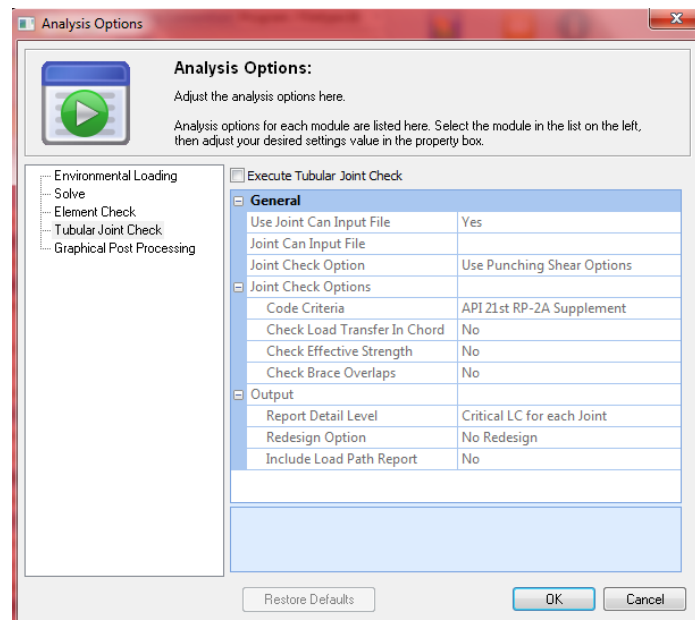 Analysis Options
Analysis Options:
Adjust the analysis options here.
Analysis options for each module are listed here. Select the module in the list on the left,
then adjust your desired settings value in the property box.
Environmental Loading
Solve
Element Check
Tubular Joint Check
Graphical Post Processing
Execute Tubular Joint Check
General
Use Joint Can Input File Yes
Joint Can Input File
Joint Check Option Use Punching Shear Options
Joint Check Options
Code Criteria API 21st RP-2A Supplement
Check Load Transfer In Chord No
Check Effective Strength No
Check Brace Overlaps No
Output
Report Detail Level Critical LC for each Joint
Redesign Option No Redesign
Include Load Path Report No
Restore Defaults OK Cancel